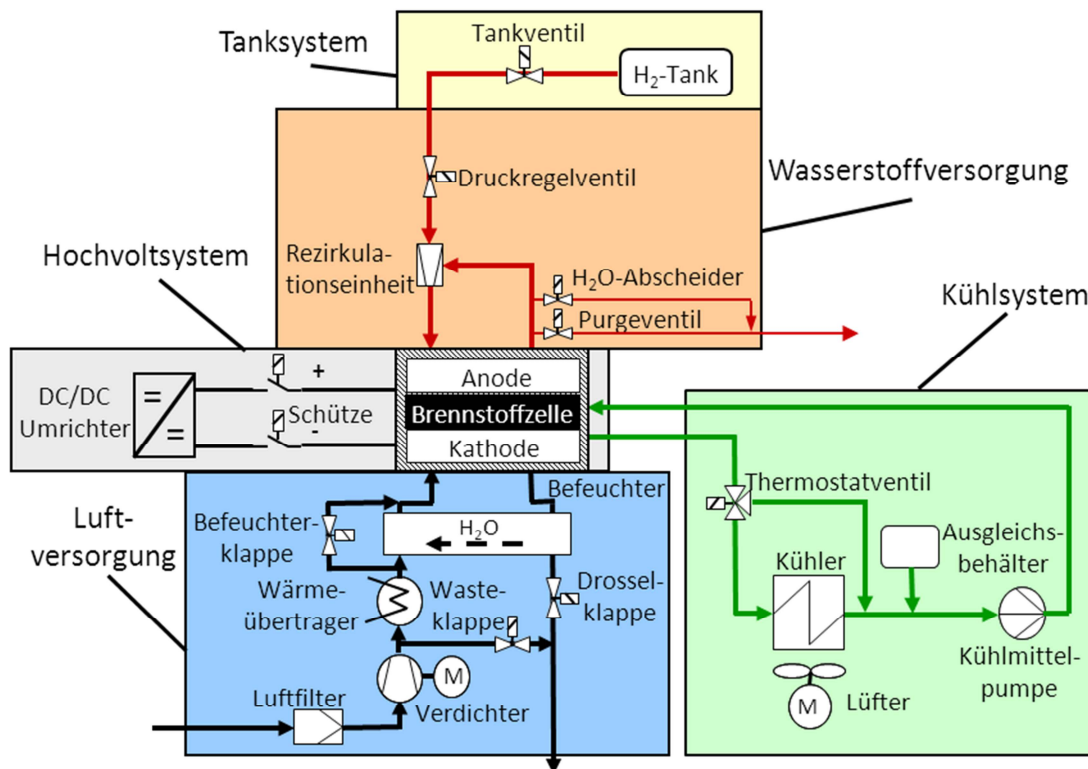 Tanksystem
Tankventil
H₂-Tank
Druckregelventil
Wasserstoffversorgung
Hochvoltsystem
Rezirkula-
tionseinheit
H₂O-Abscheider
Purgeventil
Kühlsystem
DC/DC
Umrichter
=
=
+
Schütze
-
Anode
Brennstoffzelle
Kathode
Befeuchter
Luft-
versorgung
Befeuchter-
klappe
H₂O
Wärme-
übertrager
Waste-
klappe
Drossel-
klappe
Luftfilter
M
Verdichter
Thermostatventil
Ausgleichs-
behälter
Kühler
Kühlmittel-
pumpe
M
Lüfter